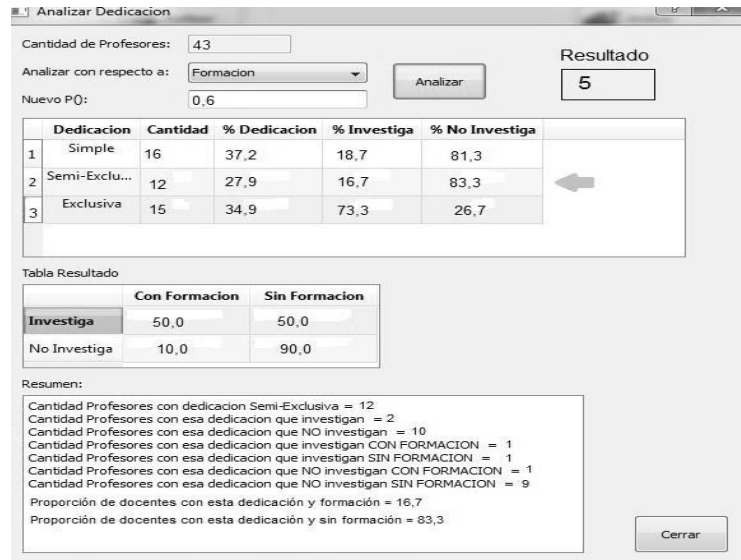 Analizar Dedicacion
Cantidad de Profesores: 43
Analizar con respecto a: Formacion Analizar
Nuevo P(): 0,6
Resultado
5
Dedicacion Cantidad % Dedicacion % Investiga % No Investiga
1 Simple 16 37,2 18,7 81,3
2 Semi-Exclu... 12 27,9 16,7 83,3
3 Exclusiva 15 34,9 73,3 26,7
Tabla Resultado
Con Formacion Sin Formacion
Investiga 50,0 50,0
No Investiga 10,0 90,0
Resumen:
Cantidad Profesores con dedicacion Semi-Exclusiva = 12
Cantidad Profesores con esa dedicacion que investigan = 2
Cantidad Profesores con esa dedicacion que NO investigan = 10
Cantidad Profesores con esa dedicacion que investigan CON FORMACION = 1
Cantidad Profesores con esa dedicacion que investigan SIN FORMACION = 1
Cantidad Profesores con esa dedicacion que NO investigan CON FORMACION = 1
Cantidad Profesores con esa dedicacion que NO investigan SIN FORMACION = 9
Proporción de docentes con esta dedicación y formación = 16,7
Proporción de docentes con esta dedicación y sin formación = 83,3
Cerrar